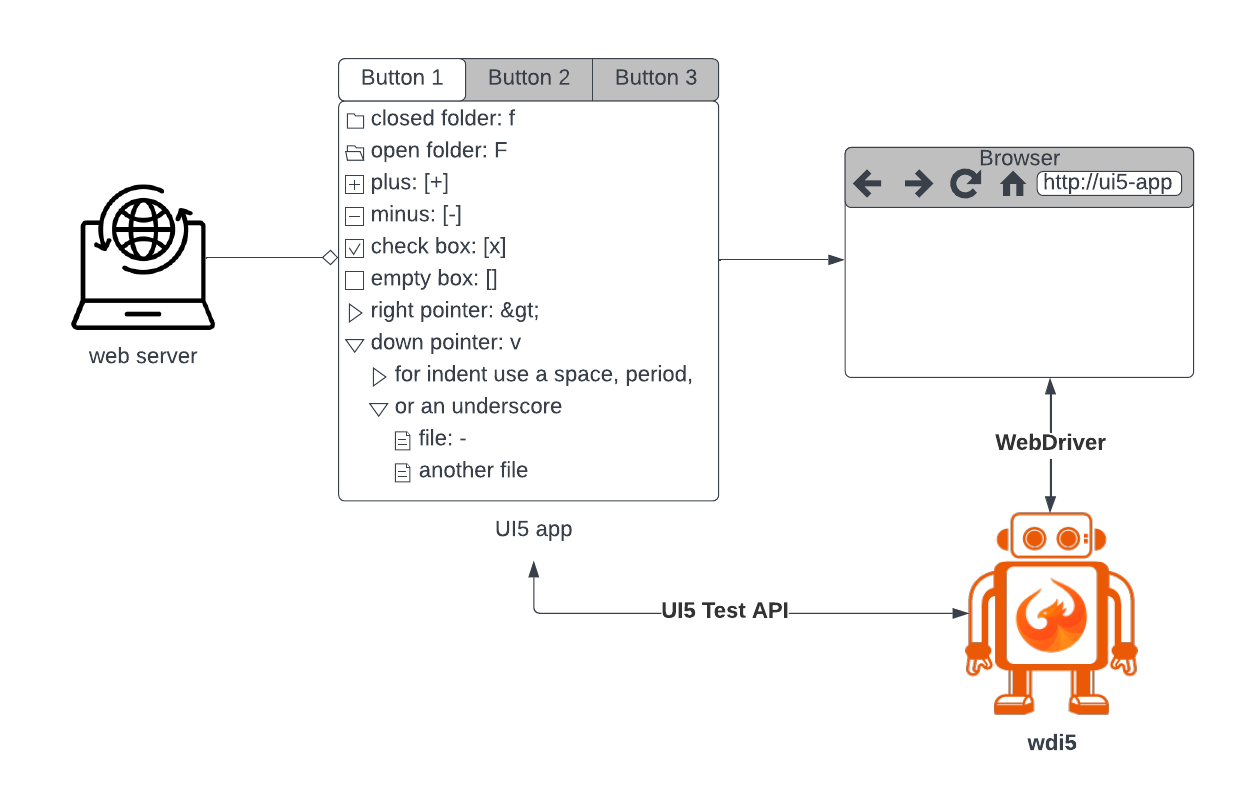 Button 1
Button 2
Button 3
closed folder: f
open folder: F
plus: [+]
minus: [-]
check box: [x]
empty box: []
right pointer: &gt;
down pointer: v
for indent use a space, period,
or an underscore
file: -
another file
UI5 app
web server
Browser
http://ui5-app
WebDriver
UI5 Test API
wdi5